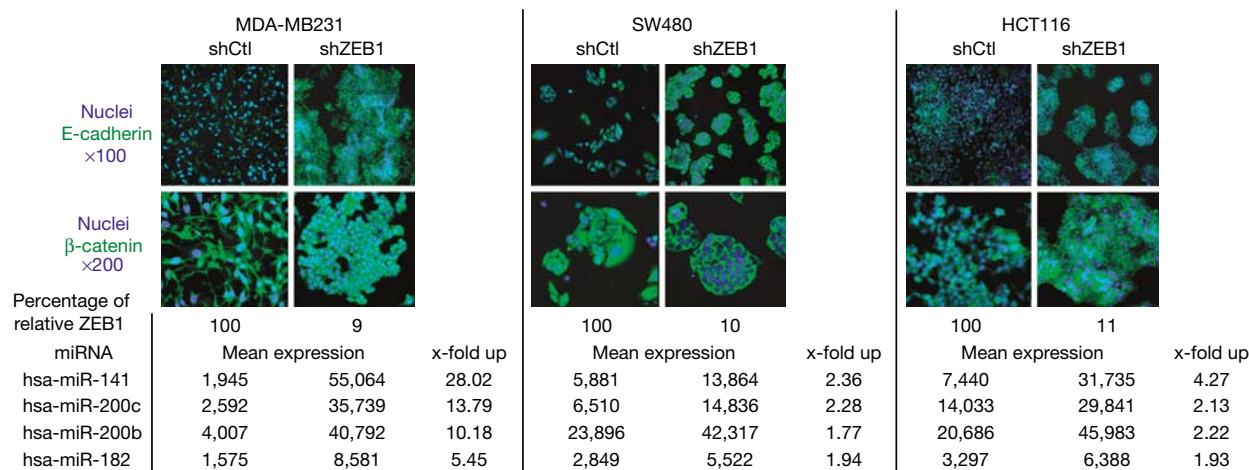 MDA-MB231 SW480 HCT116
shCtl shZEB1 shCtl shZEB1 shCtl shZEB1
Nuclei
E-cadherin
×100
Nuclei
β-catenin
×200
Percentage of
relative ZEB1 100 9 100 10 100 11
miRNA Mean expression x-fold up Mean expression x-fold up Mean expression x-fold up
hsa-miR-141 1,945 55,064 28.02 5,881 13,864 2.36 7,440 31,735 4.27
hsa-miR-200c 2,592 35,739 13.79 6,510 14,836 2.28 14,033 29,841 2.13
hsa-miR-200b 4,007 40,792 10.18 23,896 42,317 1.77 20,686 45,983 2.22
hsa-miR-182 1,575 8,581 5.45 2,849 5,522 1.94 3,297 6,388 1.93